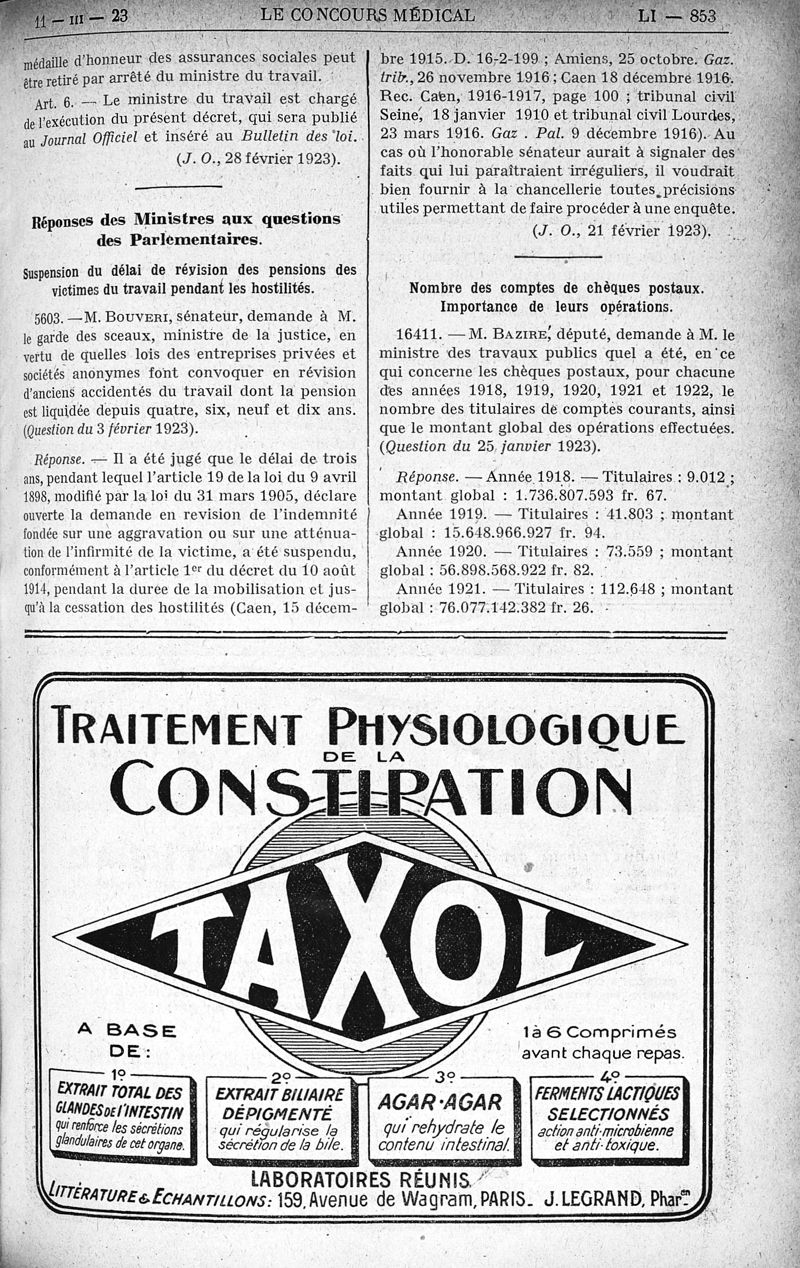 11 — III — 23 LE CONCOURS MÉDICAL LI — 853
médaille d'honneur des assurances sociales peut
être retiré par arrêté du ministre du travail.
Art. 6. — Le ministre du travail est chargé
de l'exécution du présent décret, qui sera publié
au Journal Officiel et inséré au Bulletin des loi.
(J. O., 28 février 1923).
Réponses des Ministres aux questions
des Parlementaires.
Suspension du délai de révision des pensions des
victimes du travail pendant les hostilités.
5603. — M. BOUVERI, sénateur, demande à M.
le garde des sceaux, ministre de la justice, en
vertu de quelles lois des entreprises privées et
sociétés anonymes font convoquer en révision
d'anciens accidentés du travail dont la pension
est liquidée depuis quatre, six, neuf et dix ans.
(Question du 3 février 1923).
Réponse. — Il a été jugé que le délai de trois
ans, pendant lequel l'article 19 de la loi du 9 avril
1898, modifié par la loi du 31 mars 1905, déclare
ouverte la demande en revision de l'indemnité
fondée sur une aggravation ou sur une atténua-
tion de l'infirmité de la victime, a été suspendu,
conformément à l'article 1er du décret du 10 août
1914, pendant la durée de la mobilisation et jus-
qu'à la cessation des hostilités (Caen, 15 décem-
bre 1915. D. 16-2-199 ; Amiens, 25 octobre. Gaz.
trib., 26 novembre 1916 ; Caen 18 décembre 1916.
Rec. Caen, 1916-1917, page 100 ; tribunal civil
Seine, 18 janvier 1910 et tribunal civil Lourdes,
23 mars 1916. Gaz. Pal. 9 décembre 1916). Au
cas où l'honorable sénateur aurait à signaler des
faits qui lui paraîtraient irréguliers, il voudrait
bien fournir à la chancellerie toutes précisions
utiles permettant de faire procéder à une enquête.
(J. O., 21 février 1923).
Nombre des comptes de chèques postaux.
Importance de leurs opérations.
16411. — M. BAZIRE, député, demande à M. le
ministre des travaux publics quel a été, en ce
qui concerne les chèques postaux, pour chacune
des années 1918, 1919, 1920, 1921 et 1922, le
nombre des titulaires de comptes courants, ainsi
que le montant global des opérations effectuées.
(Question du 25 janvier 1923).
Réponse. — Année 1918. — Titulaires : 9.012 ;
montant global : 1.736.807.593 fr. 67.
Année 1919. — Titulaires : 41.803 ; montant
global : 15.648.966.927 fr. 94.
Année 1920. — Titulaires : 73.559 ; montant
global : 56.898.568.922 fr. 82.
Année 1921. — Titulaires : 112.648 ; montant
global : 76.077.142.382 fr. 26.
TRAITEMENT PHYSIOLOGIQUE
DE LA
CONSTIPATION
TAXOL
A BASE
DE :
1 à 6 Comprimés
avant chaque repas.
1º
EXTRAIT TOTAL DES
GLANDES DE L'INTESTIN
qui renforce les sécrétions
glandulaires de cet organe.
2º
EXTRAIT BILIAIRE
DÉPIGMENTÉ
qui régularise la
sécrétion de la bile.
3º
AGAR-AGAR
qui rehydrate le
contenu intestinal.
4º
FERMENTS LACTIQUES
SELECTIONNÉS
action anti-microbienne
et anti-toxique.
LABORATOIRES RÉUNIS
LITTÉRATURE & ECHANTILLONS : 159, Avenue de Wagram, PARIS_ J. LEGRAND, Pharen